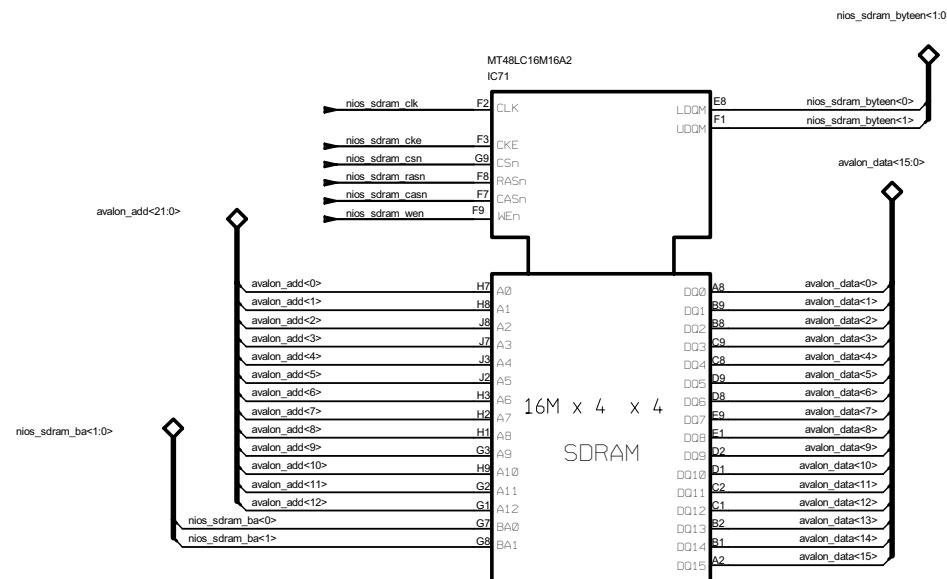 nios_sdram_byteen<1:0
MT48LC16M16A2
IC71
nios_sdram_clk F2 CLK LDQM E8 nios_sdram_byteen<0>
UDQM F1 nios_sdram_byteen<1>
nios_sdram_cke F3 CKE
nios_sdram_csn G9 CSn
nios_sdram_rasn F8 RASn
nios_sdram_casn F7 CASn
nios_sdram_wen F9 WEn
avalon_data<15:0>
avalon_add<21:0>
avalon_add<0> H7 A0 DQ0 A8 avalon_data<0>
avalon_add<1> H8 A1 DQ1 B9 avalon_data<1>
avalon_add<2> J8 A2 DQ2 B8 avalon_data<2>
avalon_add<3> J7 A3 DQ3 C9 avalon_data<3>
avalon_add<4> J3 A4 DQ4 C8 avalon_data<4>
avalon_add<5> J2 A5 DQ5 D9 avalon_data<5>
avalon_add<6> H3 A6 DQ6 D8 avalon_data<6>
avalon_add<7> H2 A7 DQ7 E9 avalon_data<7>
avalon_add<8> H1 A8 DQ8 E1 avalon_data<8>
avalon_add<9> G3 A9 DQ9 D2 avalon_data<9>
avalon_add<10> H9 A10 DQ10 D1 avalon_data<10>
avalon_add<11> G2 A11 DQ11 C2 avalon_data<11>
avalon_add<12> G1 A12 DQ12 C1 avalon_data<12>
nios_sdram_ba<0> G7 BA0 DQ13 B2 avalon_data<13>
nios_sdram_ba<1> G8 BA1 DQ14 B1 avalon_data<14>
DQ15 A2 avalon_data<15>
16M x 4 x 4
SDRAM
nios_sdram_ba<1:0>